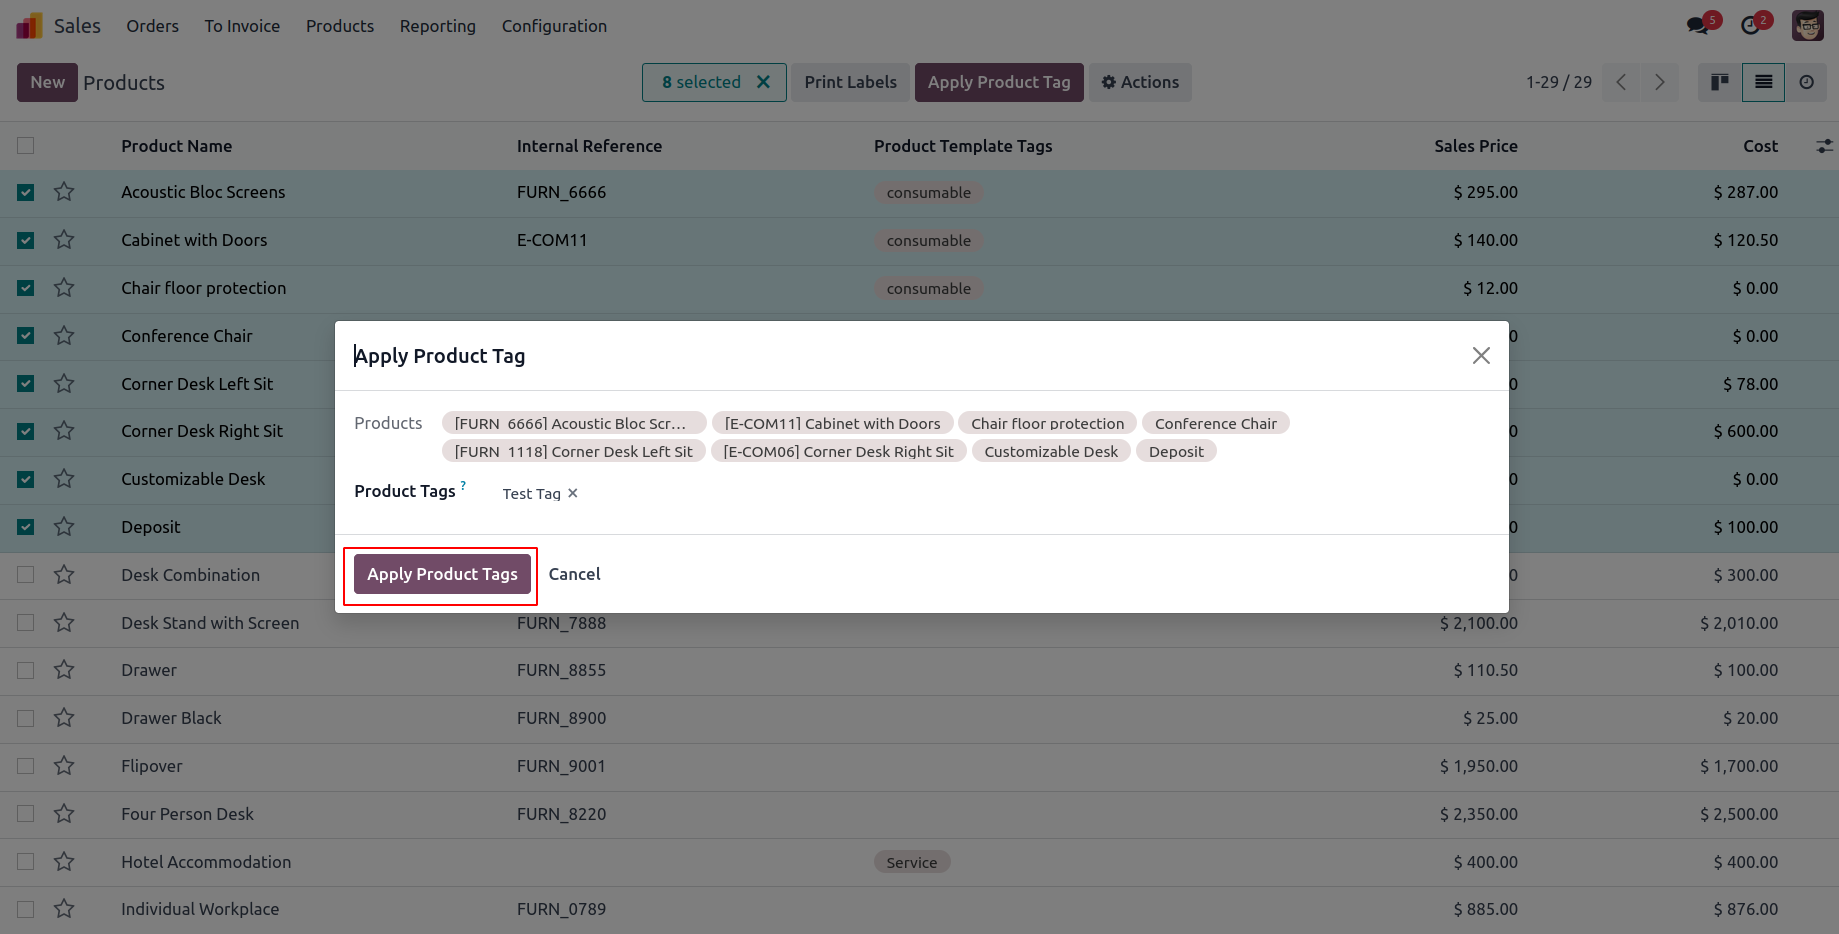 Sales Orders To Invoice Products Reporting Configuration 5 2
New Products 8 selected Print Labels Apply Product Tag Actions 1-29 / 29
Product Name Internal Reference Product Template Tags Sales Price Cost
Acoustic Bloc Screens FURN_6666 consumable $ 295.00 $ 287.00
Cabinet with Doors E-COM11 consumable $ 140.00 $ 120.50
Chair floor protection consumable $ 12.00 $ 0.00
Conference Chair 0 $ 0.00
Apply Product Tag
Corner Desk Left Sit 0 $ 78.00
Products [FURN_6666] Acoustic Bloc Scr... [E-COM11] Cabinet with Doors Chair floor protection Conference Chair
Corner Desk Right Sit 0 $ 600.00
[FURN_1118] Corner Desk Left Sit [E-COM06] Corner Desk Right Sit Customizable Desk Deposit
Customizable Desk 0 $ 0.00
Product Tags ? Test Tag ×
Deposit 0 $ 100.00
Desk Combination 0 $ 300.00
Apply Product Tags Cancel
Desk Stand with Screen FURN_7888 $ 2,100.00 $ 2,010.00
Drawer FURN_8855 $ 110.50 $ 100.00
Drawer Black FURN_8900 $ 25.00 $ 20.00
Flipover FURN_9001 $ 1,950.00 $ 1,700.00
Four Person Desk FURN_8220 $ 2,350.00 $ 2,500.00
Hotel Accommodation Service $ 400.00 $ 400.00
Individual Workplace FURN_0789 $ 885.00 $ 876.00